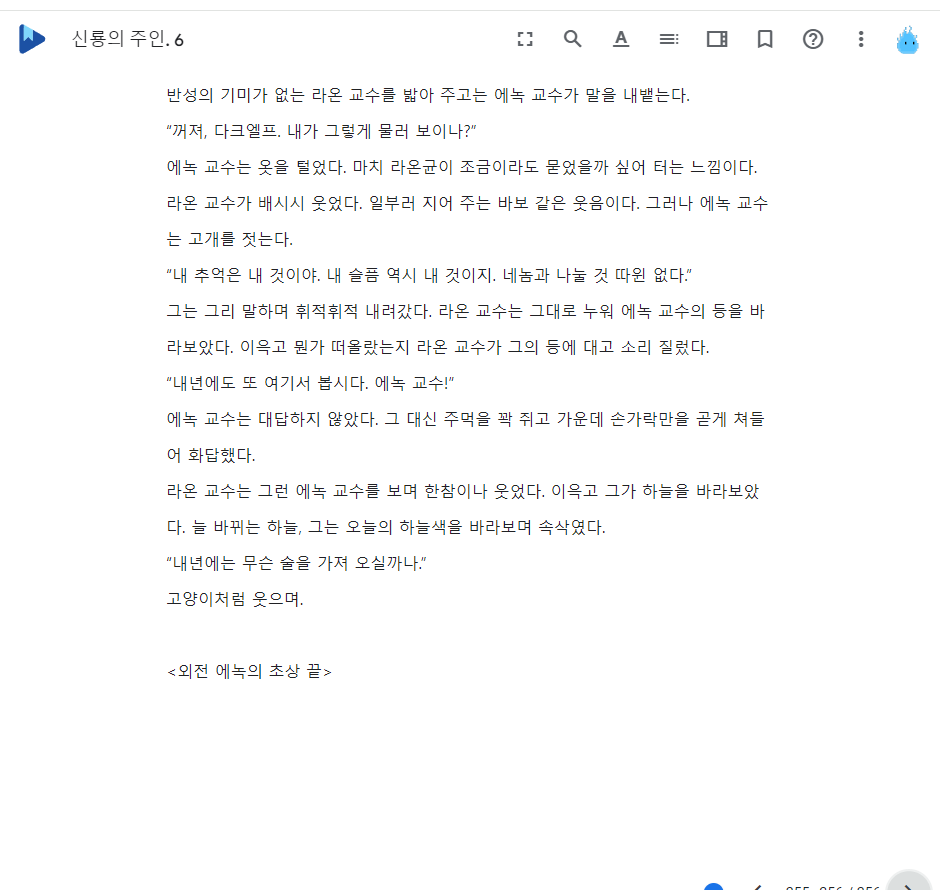 신룡의 주인. 6
반성의 기미가 없는 라온 교수를 밟아 주고는 에녹 교수가 말을 내뱉는다.
“꺼져, 다크엘프. 내가 그렇게 물러 보이나?”
에녹 교수는 옷을 털었다. 마치 라온균이 조금이라도 묻었을까 싶어 터는 느낌이다.
라온 교수가 배시시 웃었다. 일부러 지어 주는 바보 같은 웃음이다. 그러나 에녹 교수
는 고개를 젓는다.
“내 추억은 내 것이야. 내 슬픔 역시 내 것이지. 네놈과 나눌 것 따윈 없다.”
그는 그리 말하며 휘적휘적 내려갔다. 라온 교수는 그대로 누워 에녹 교수의 등을 바
라보았다. 이윽고 뭔가 떠올랐는지 라온 교수가 그의 등에 대고 소리 질렀다.
“내년에도 또 여기서 봅시다. 에녹 교수!”
에녹 교수는 대답하지 않았다. 그 대신 주먹을 꽉 쥐고 가운데 손가락만을 곧게 쳐들
어 화답했다.
라온 교수는 그런 에녹 교수를 보며 한참이나 웃었다. 이윽고 그가 하늘을 바라보았
다. 늘 바뀌는 하늘, 그는 오늘의 하늘색을 바라보며 속삭였다.
“내년에는 무슨 술을 가져 오실까나.”
고양이처럼 웃으며.
<외전 에녹의 초상 끝>